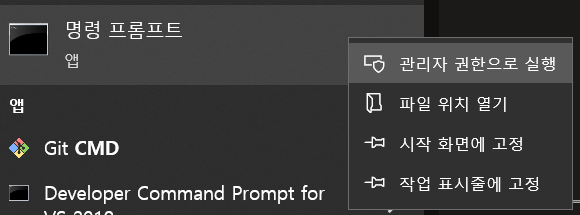 명령 프롬프트
앱
관리자 권한으로 실행
파일 위치 열기
시작 화면에 고정
작업 표시줄에 고정
앱
Git CMD
Developer Command Prompt for
VS 2019